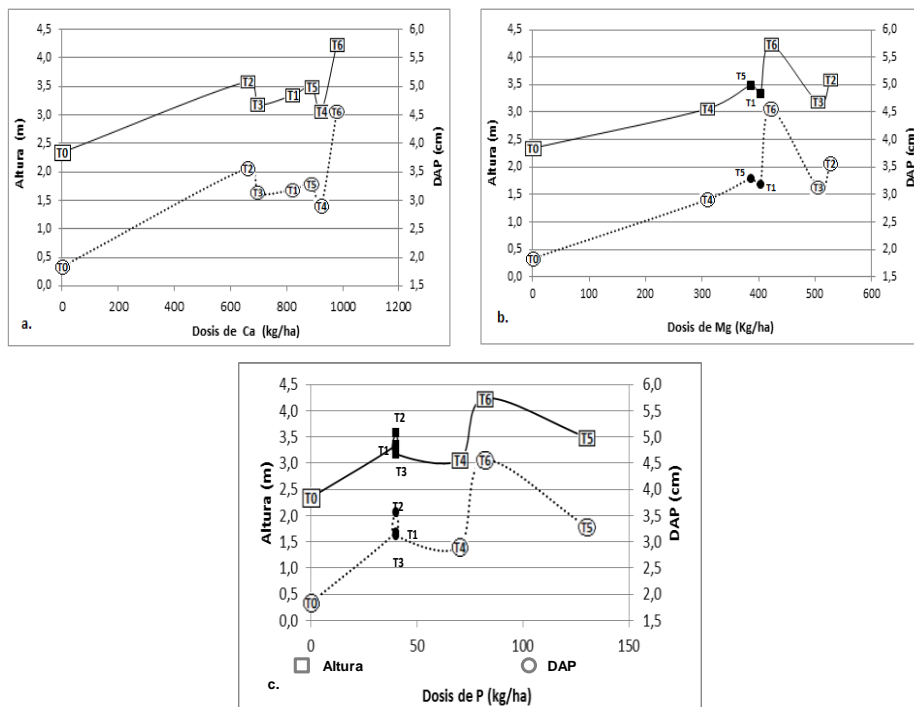 4,5
4,0
3,5
3,0
2,5
2,0
1,5
1,0
0,5
0,0
Altura (m)
6,0
5,5
5,0
4,5
4,0
3,5
3,0
2,5
2,0
1,5
DAP (cm)
T0
T2
T3
T1
T5
T4
T6
T0
T2
T3
T1
T5
T4
T6
0 200 400 600 800 1000 1200
a.
Dosis de Ca (kg/ha)
4,5
4,0
3,5
3,0
2,5
2,0
1,5
1,0
0,5
0,0
Altura (m)
6,0
5,5
5,0
4,5
4,0
3,5
3,0
2,5
2,0
1,5
DAP (cm)
T0
T4
T5
T1
T6
T3
T2
T0
T4
T5
T1
T6
T3
T2
0 100 200 300 400 500 600
b.
Dosis de Mg (Kg/ha)
4,5
4,0
3,5
3,0
2,5
2,0
1,5
1,0
0,5
0,0
Altura (m)
6,0
5,5
5,0
4,5
4,0
3,5
3,0
2,5
2,0
1,5
DAP (cm)
T0
T2
T1
T3
T4
T6
T5
T0
T2
T1
T3
T4
T6
T5
0 50 100 150
Altura DAP
c.
Dosis de P (kg/ha)